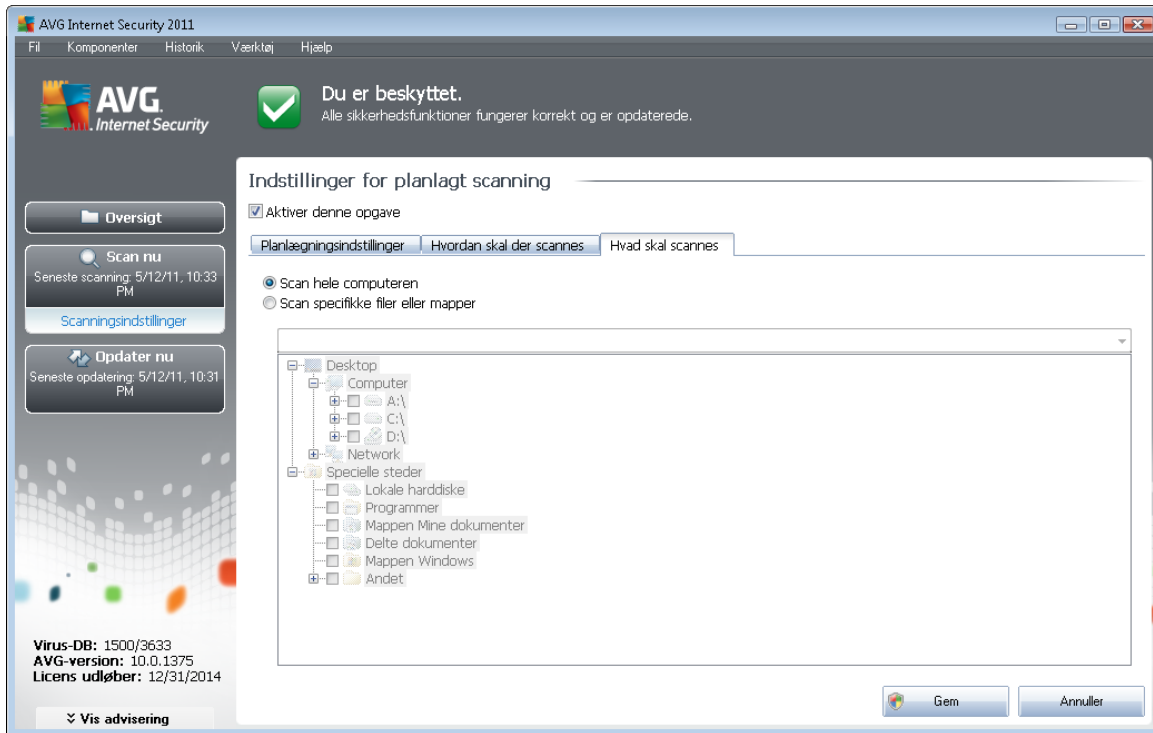 AVG Internet Security 2011
Fil Komponenter Historik Værktøj Hjælp
AVG.
Internet Security
Du er beskyttet.
Alle sikkerhedsfunktioner fungerer korrekt og er opdaterede.
Oversigt
Scan nu
Seneste scanning: 5/12/11, 10:33
PM
Scanningsindstillinger
Opdater nu
Seneste opdatering: 5/12/11, 10:31
PM
Virus-DB: 1500/3633
AVG-version: 10.0.1375
Licens udløber: 12/31/2014
Vis advisering
Indstillinger for planlagt scanning
Aktiver denne opgave
Planlægningsindstillinger Hvordan skal der scannes Hvad skal scannes
Scan hele computeren
Scan specifikke filer eller mapper
Desktop
Computer
A:\
C:\
D:\
Network
Specielle steder
Lokale harddiske
Programmer
Mappen Mine dokumenter
Delte dokumenter
Mappen Windows
Andet
Gem Annuller